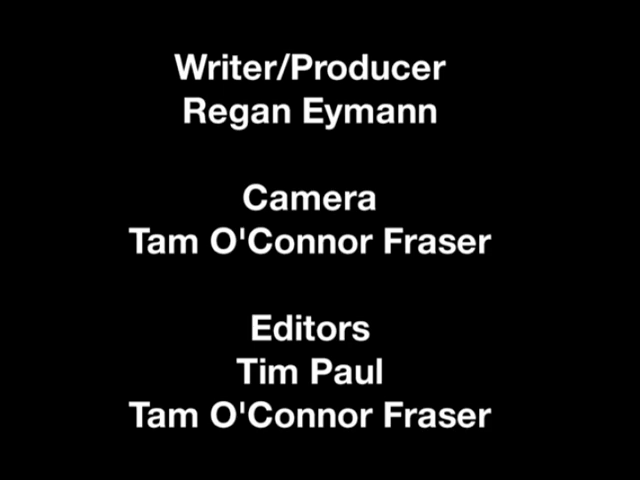 Writer/Producer
Regan Eymann
Camera
Tam O'Connor Fraser
Editors
Tim Paul
Tam O'Connor Fraser